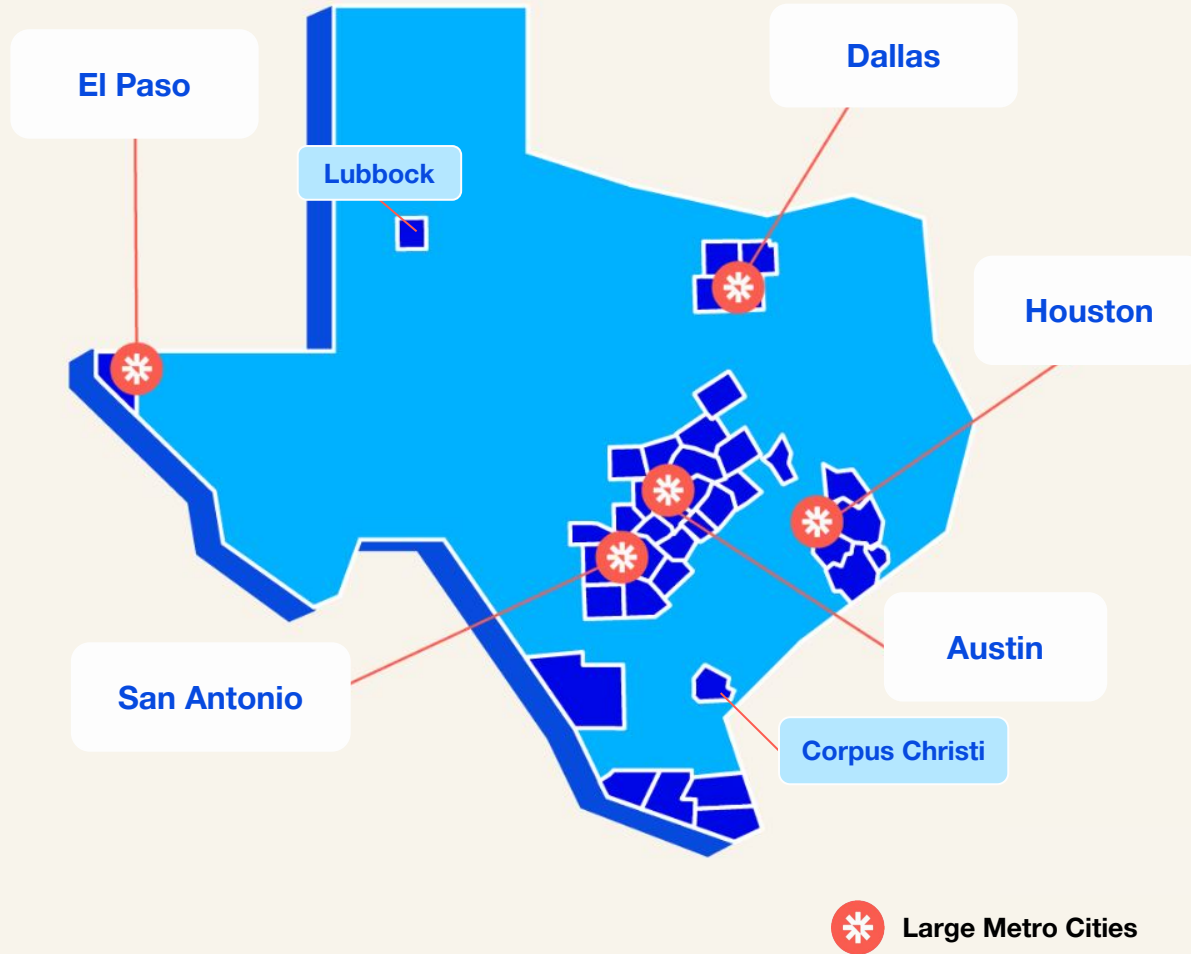 El Paso
Dallas
Lubbock
Houston
San Antonio
Austin
Corpus Christi
Large Metro Cities